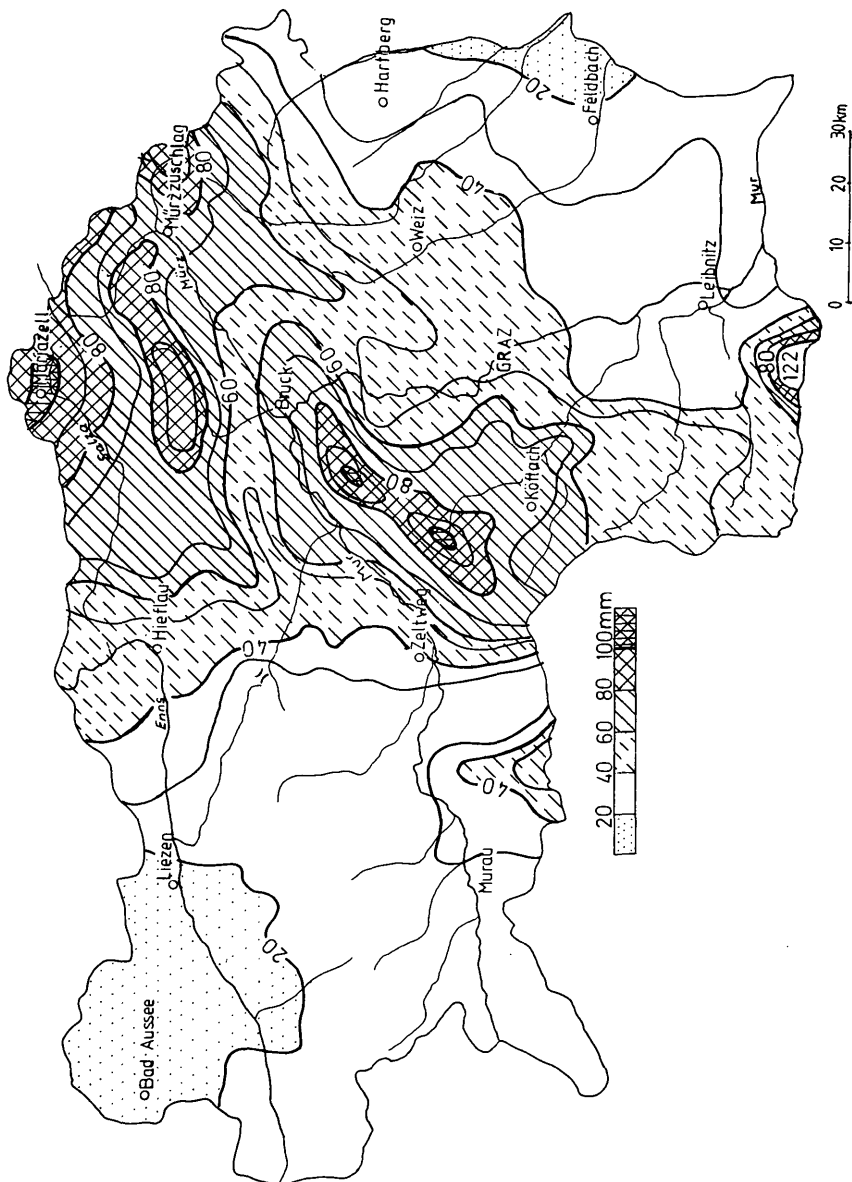 Mariazell
80
Salza
Mürzzuschlag
80
80
Mürz
Hieflau
Enns
Liezen
Bad Aussee
20
60
Bruck
60
Hartberg
20
Feldbach
40
Weiz
GRAZ
80
Mur
Zeltweg
40
Köflach
40
Murau
Leibnitz
Mur
80
122
0 10 20 30km
20 40 60 80 100mm